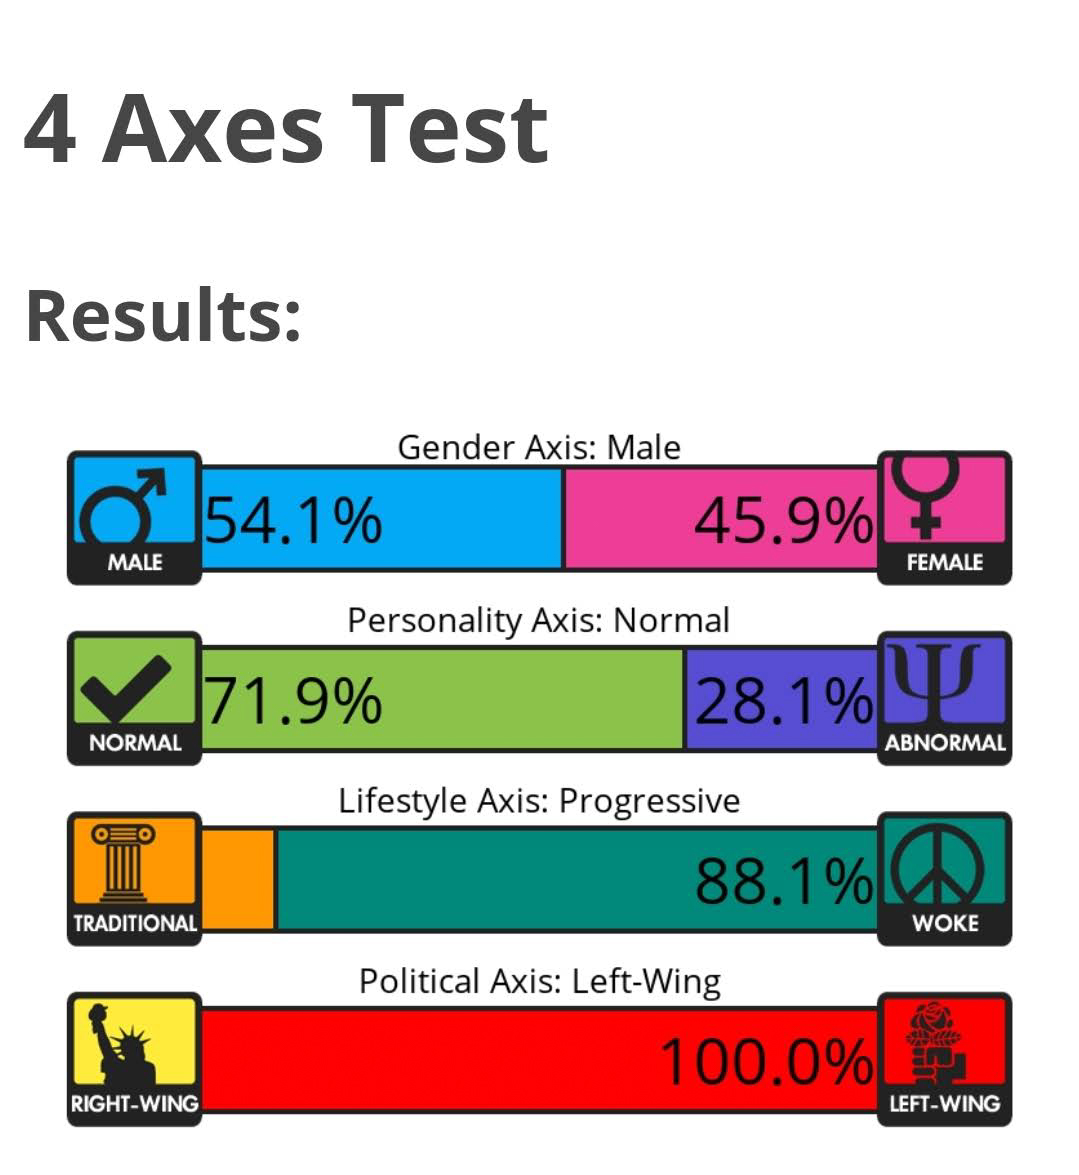 4 Axes Test
Results:
Gender Axis: Male
MALE
54.1%
45.9%
FEMALE
Personality Axis: Normal
NORMAL
71.9%
28.1%
ABNORMAL
Lifestyle Axis: Progressive
TRADITIONAL
88.1%
WOKE
Political Axis: Left-Wing
RIGHT-WING
100.0%
LEFT-WING